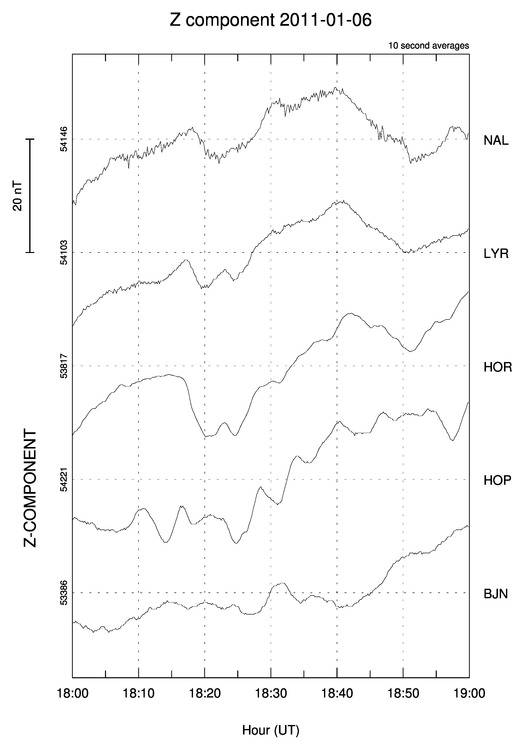 Z component 2011-01-06
10 second averages
54146
NAL
20 nT
54103
LYR
53817
HOR
54221
HOP
Z-COMPONENT
53386
BJN
18:00 18:10 18:20 18:30 18:40 18:50 19:00
Hour (UT)